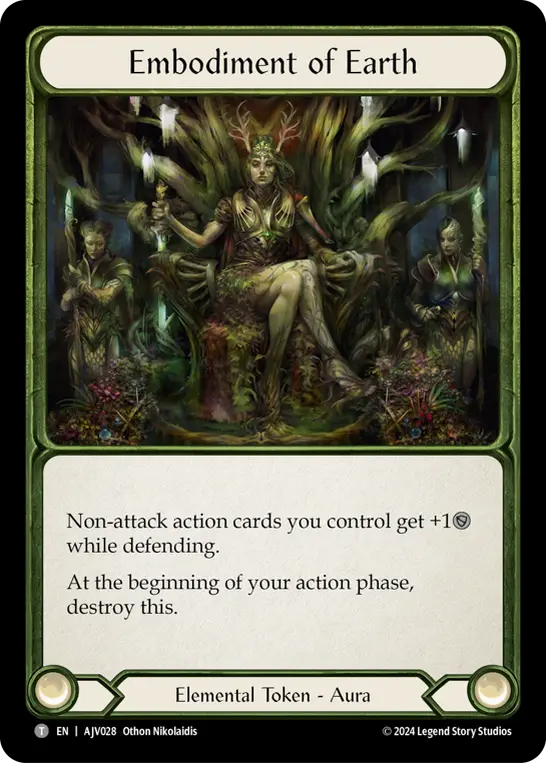 Embodiment of Earth
Non-attack action cards you control get +1
while defending.
At the beginning of your action phase,
destroy this.
Elemental Token - Aura
T EN | AJV028 Othon Nikolaidis
© 2024 Legend Story Studios